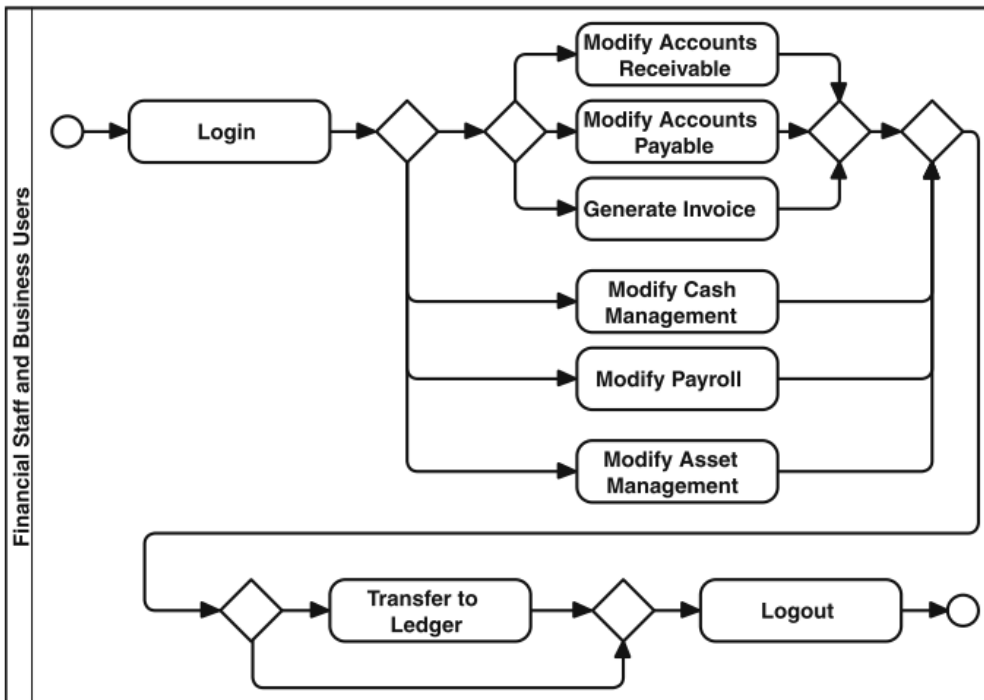 Financial Staff and Business Users
Login
Modify Accounts
Receivable
Modify Accounts
Payable
Generate Invoice
Modify Cash
Management
Modify Payroll
Modify Asset
Management
Transfer to
Ledger
Logout